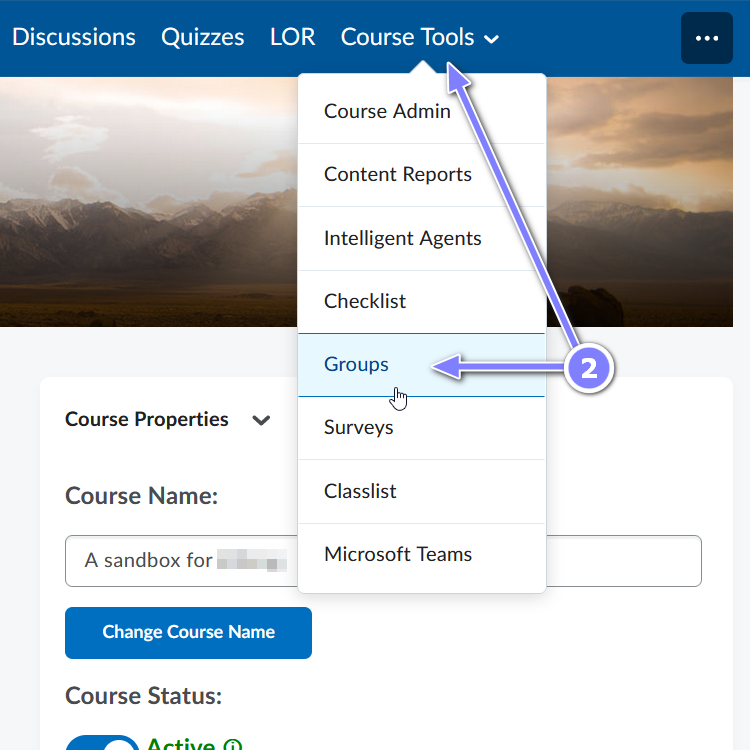 Discussions Quizzes LOR Course Tools
Course Admin
Content Reports
Intelligent Agents
Checklist
Groups
2
Surveys
Classlist
Microsoft Teams
Course Properties
Course Name:
A sandbox for
Change Course Name
Course Status:
Active